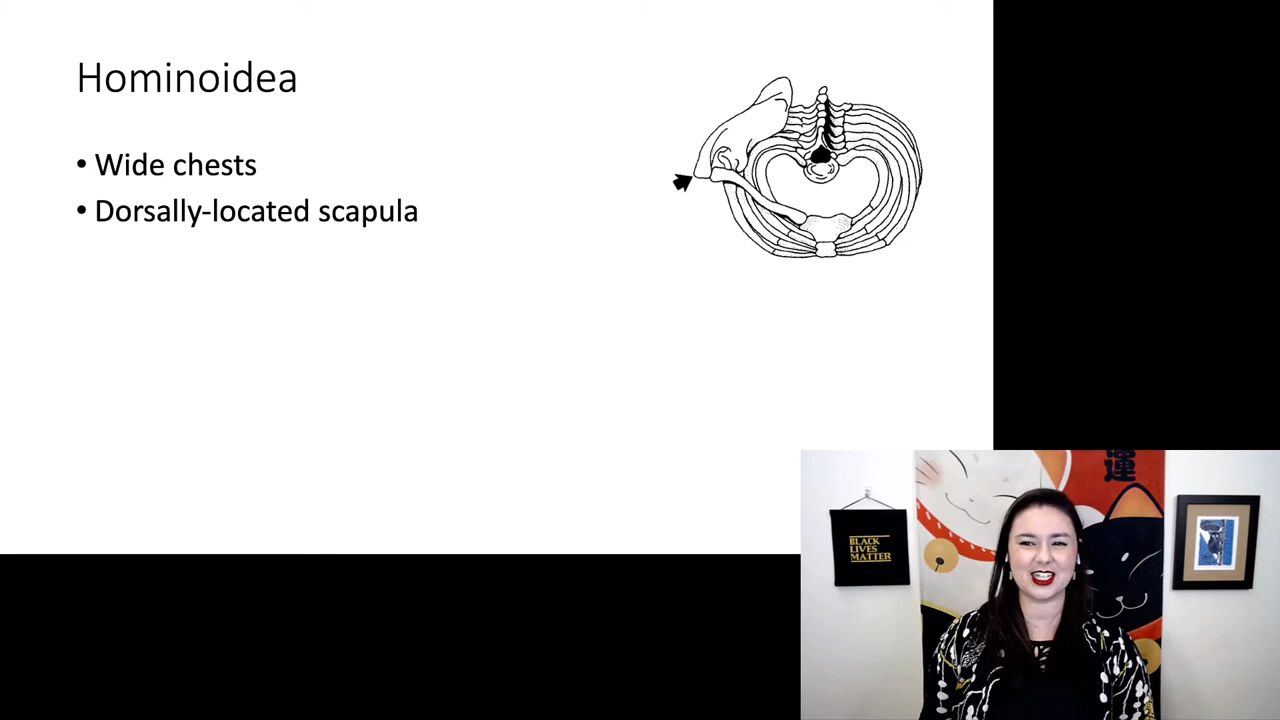 Hominoidea
• Wide chests
• Dorsally-located scapula
運
BLACK
LIVES
MATTER